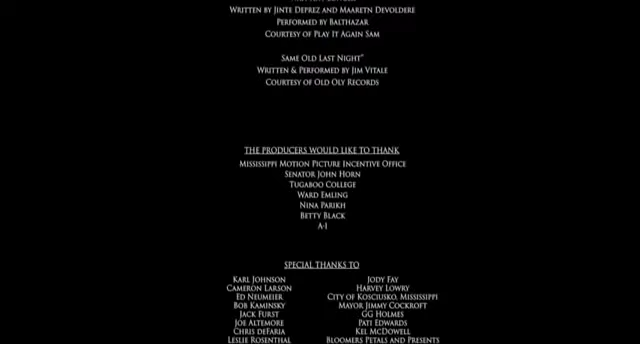 Written by Jinte Deprez and Maaretn Devoldere
Performed by Balthazar
Courtesy of Play It Again Sam
Same Old Last Night"
Written & Performed by Jim Vitale
Courtesy of Old Oly Records
The Producers Would Like to Thank
Mississippi Motion Picture Incentive Office
Senator John Horn
Tugaboo College
Ward Emling
Nina Parikh
Betty Black
A-1
Special Thanks To
Karl Johnson
Cameron Larson
Ed Neumeier
Bob Kaminsky
Jack Furst
Joe Altemore
Chris deFaria
Leslie Rosenthal
Jody Fay
Harvey Lowry
City of Kosciusko, Mississippi
Mayor Jimmy Cockroft
GG Holmes
Pati Edwards
Kel McDowell
Bloomers Petals and Presents